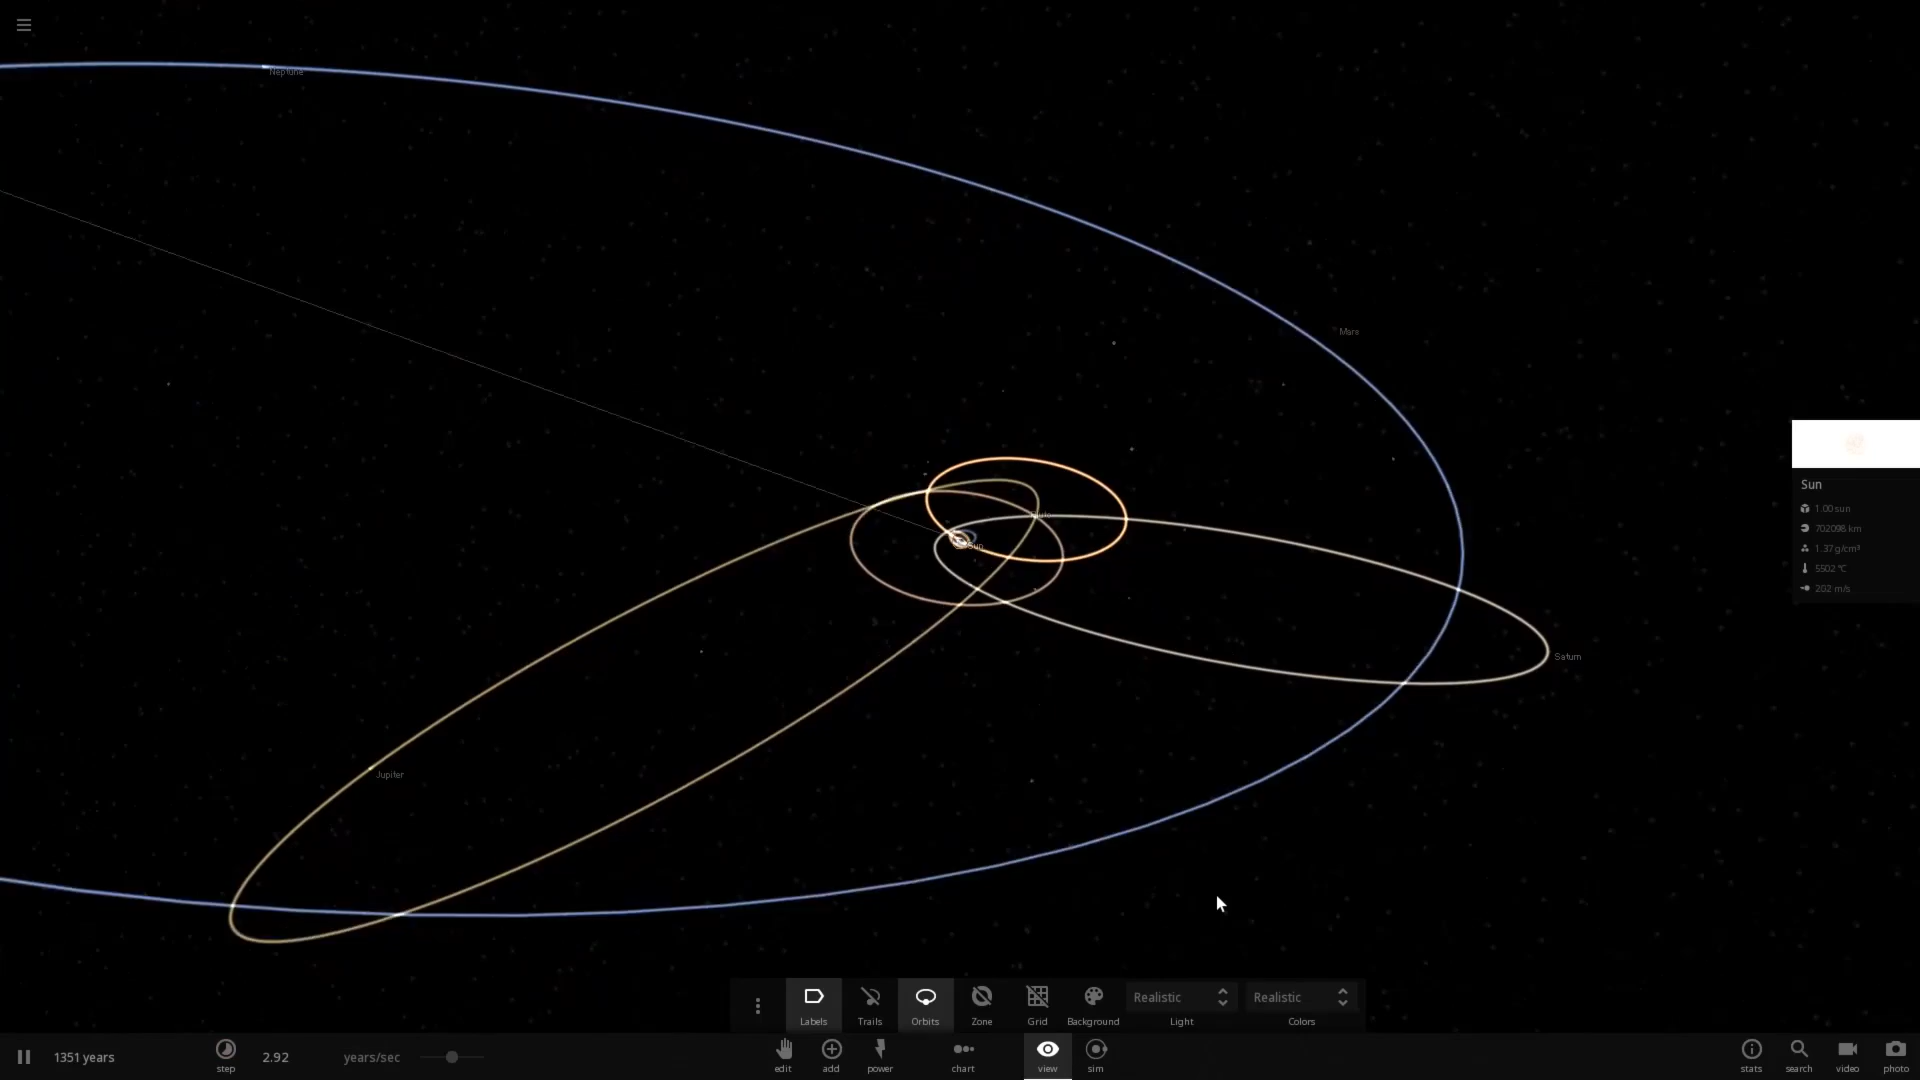 Neptune
Mars
Pluto
Sun
Saturn
Jupiter
Sun
1.00 sun
702098 km
1.37 g/cm³
5502 °C
202 m/s
Labels
Trails
Orbits
Zone
Grid
Background
Realistic
Light
Realistic
Colors
1351 years
step
2.92
years/sec
edit
add
power
chart
view
sim
stats
search
video
photo